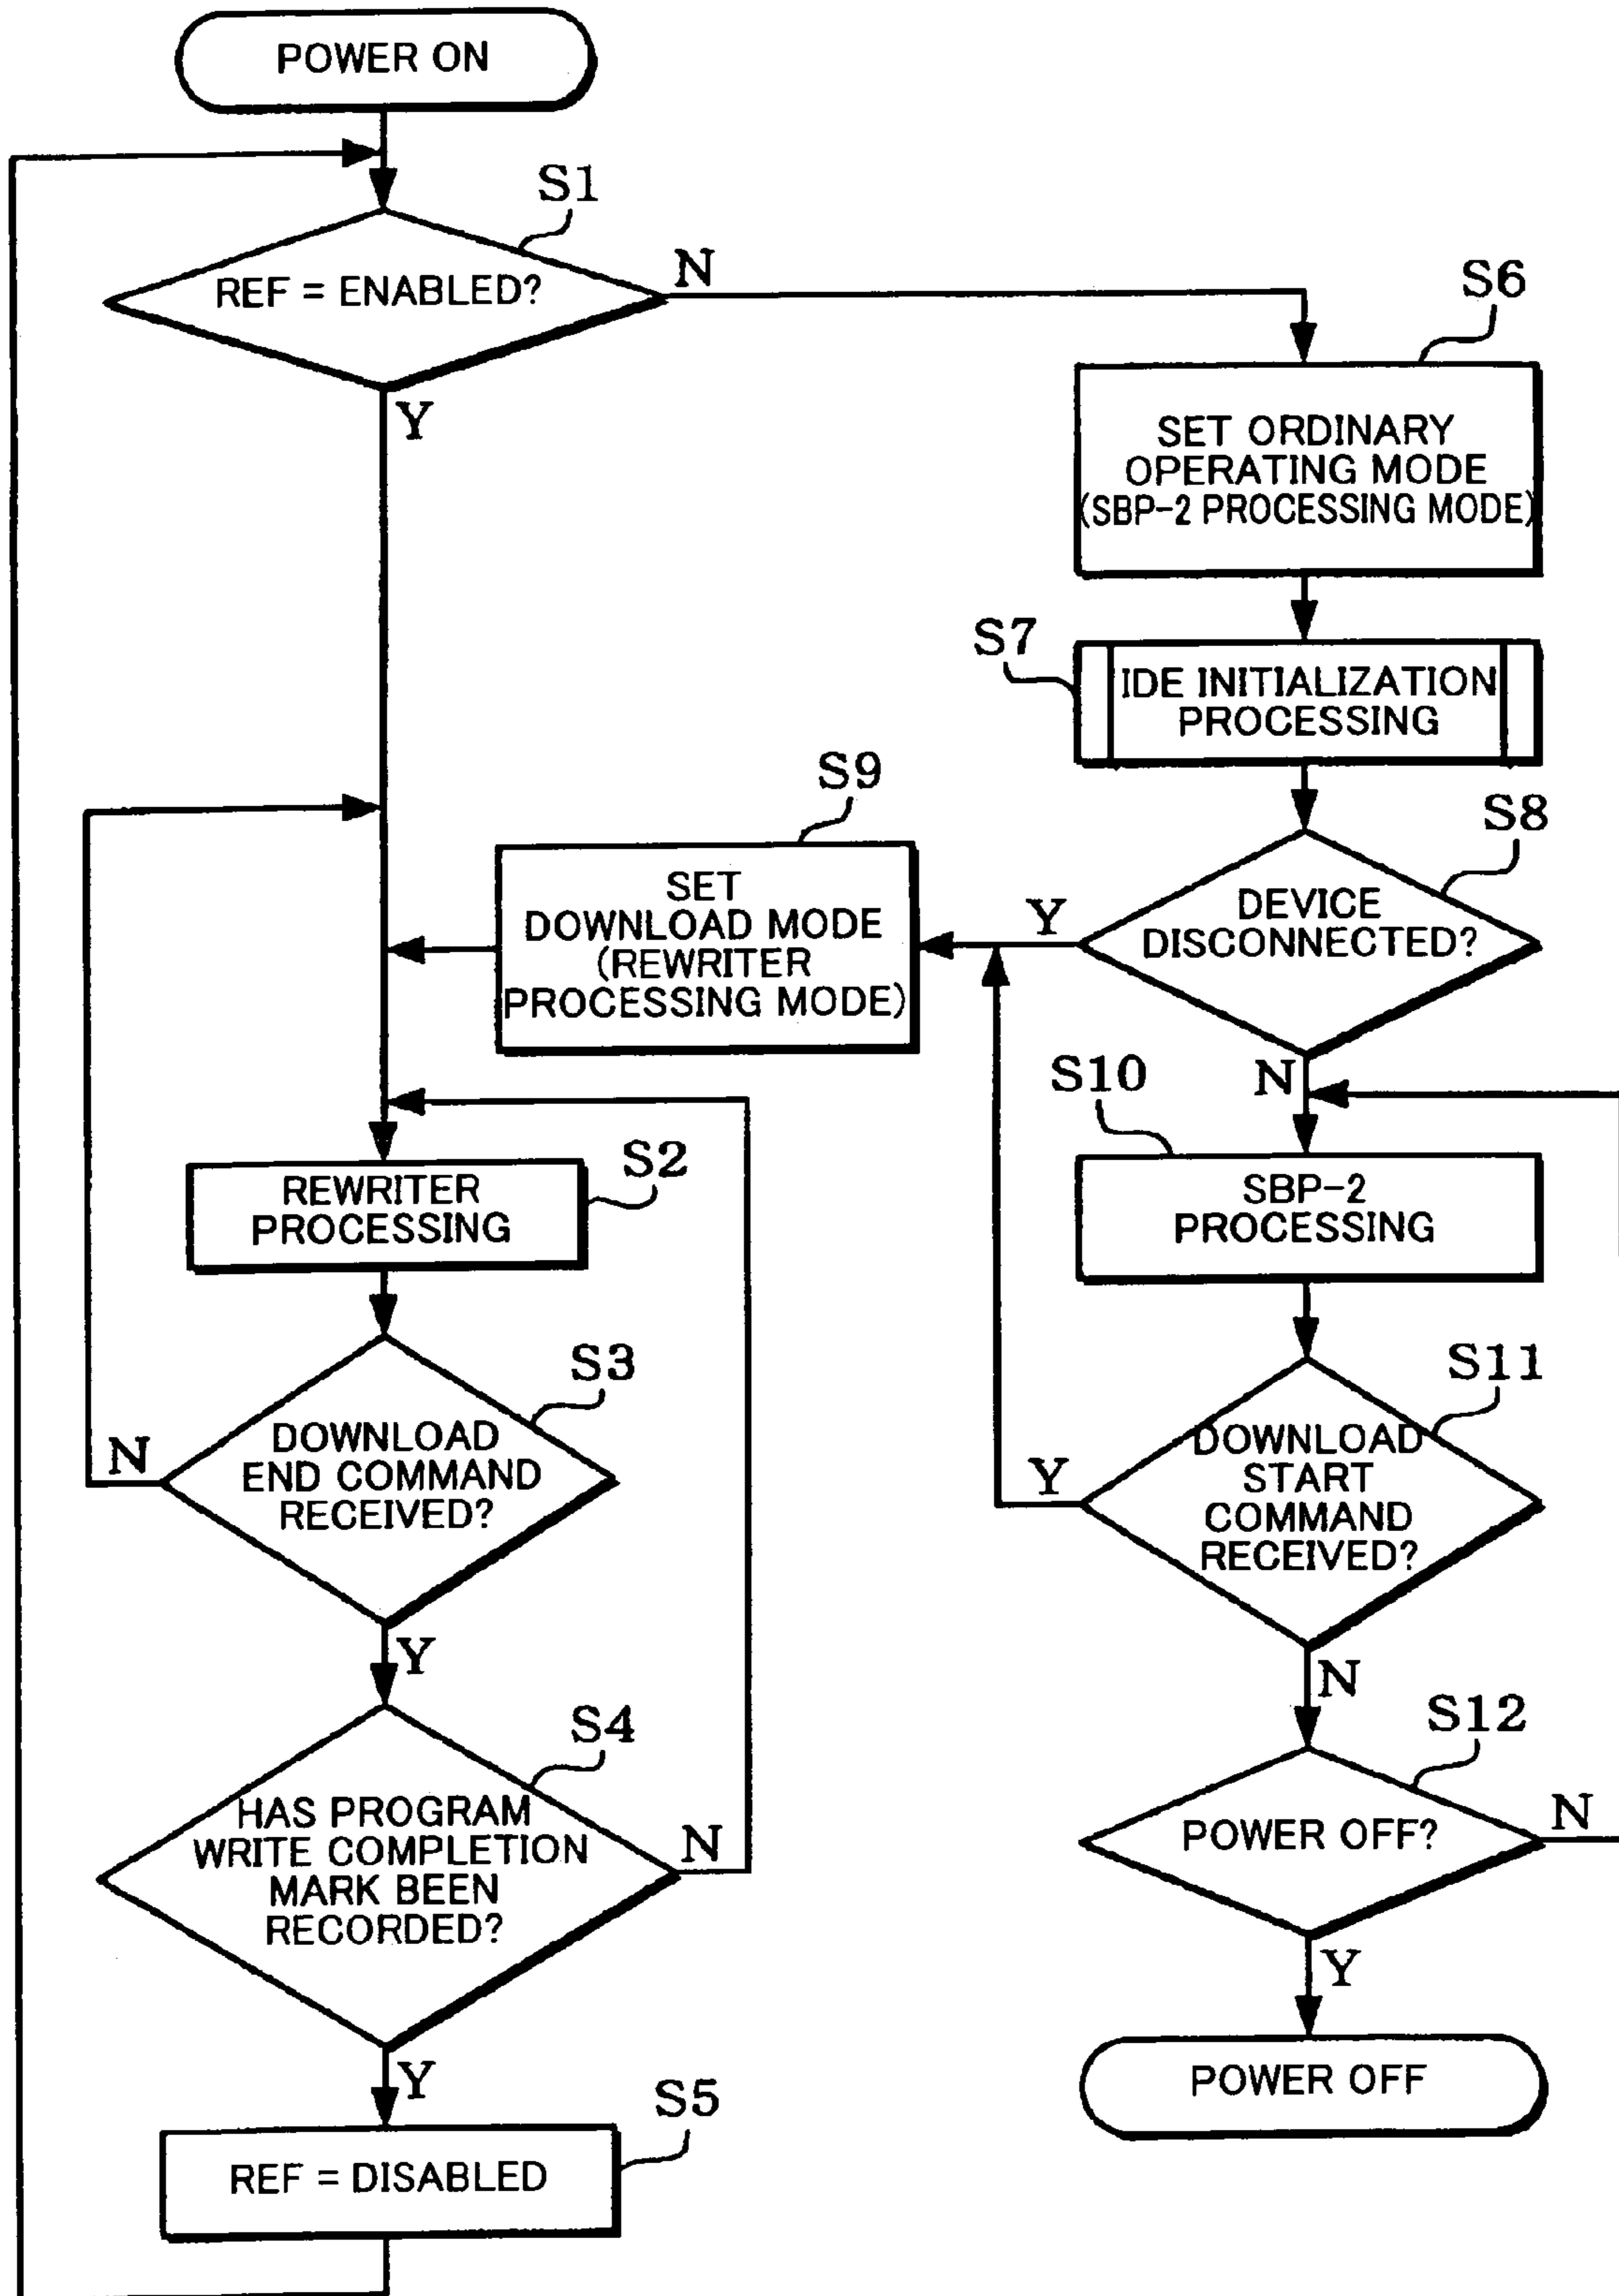 POWER ON
S1
REF = ENABLED?
N
Y
S6
SET ORDINARY
OPERATING MODE
(SBP-2 PROCESSING MODE)
S7
IDE INITIALIZATION
PROCESSING
S8
DEVICE
DISCONNECTED?
Y
N
S9
SET
DOWNLOAD MODE
(REWRITER
PROCESSING MODE)
S10
SBP-2
PROCESSING
S2
REWRITER
PROCESSING
S3
DOWNLOAD
END COMMAND
RECEIVED?
N
Y
S11
DOWNLOAD
START
COMMAND
RECEIVED?
Y
N
S4
HAS PROGRAM
WRITE COMPLETION
MARK BEEN
RECORDED?
N
Y
S12
POWER OFF?
N
Y
S5
REF = DISABLED
POWER OFF